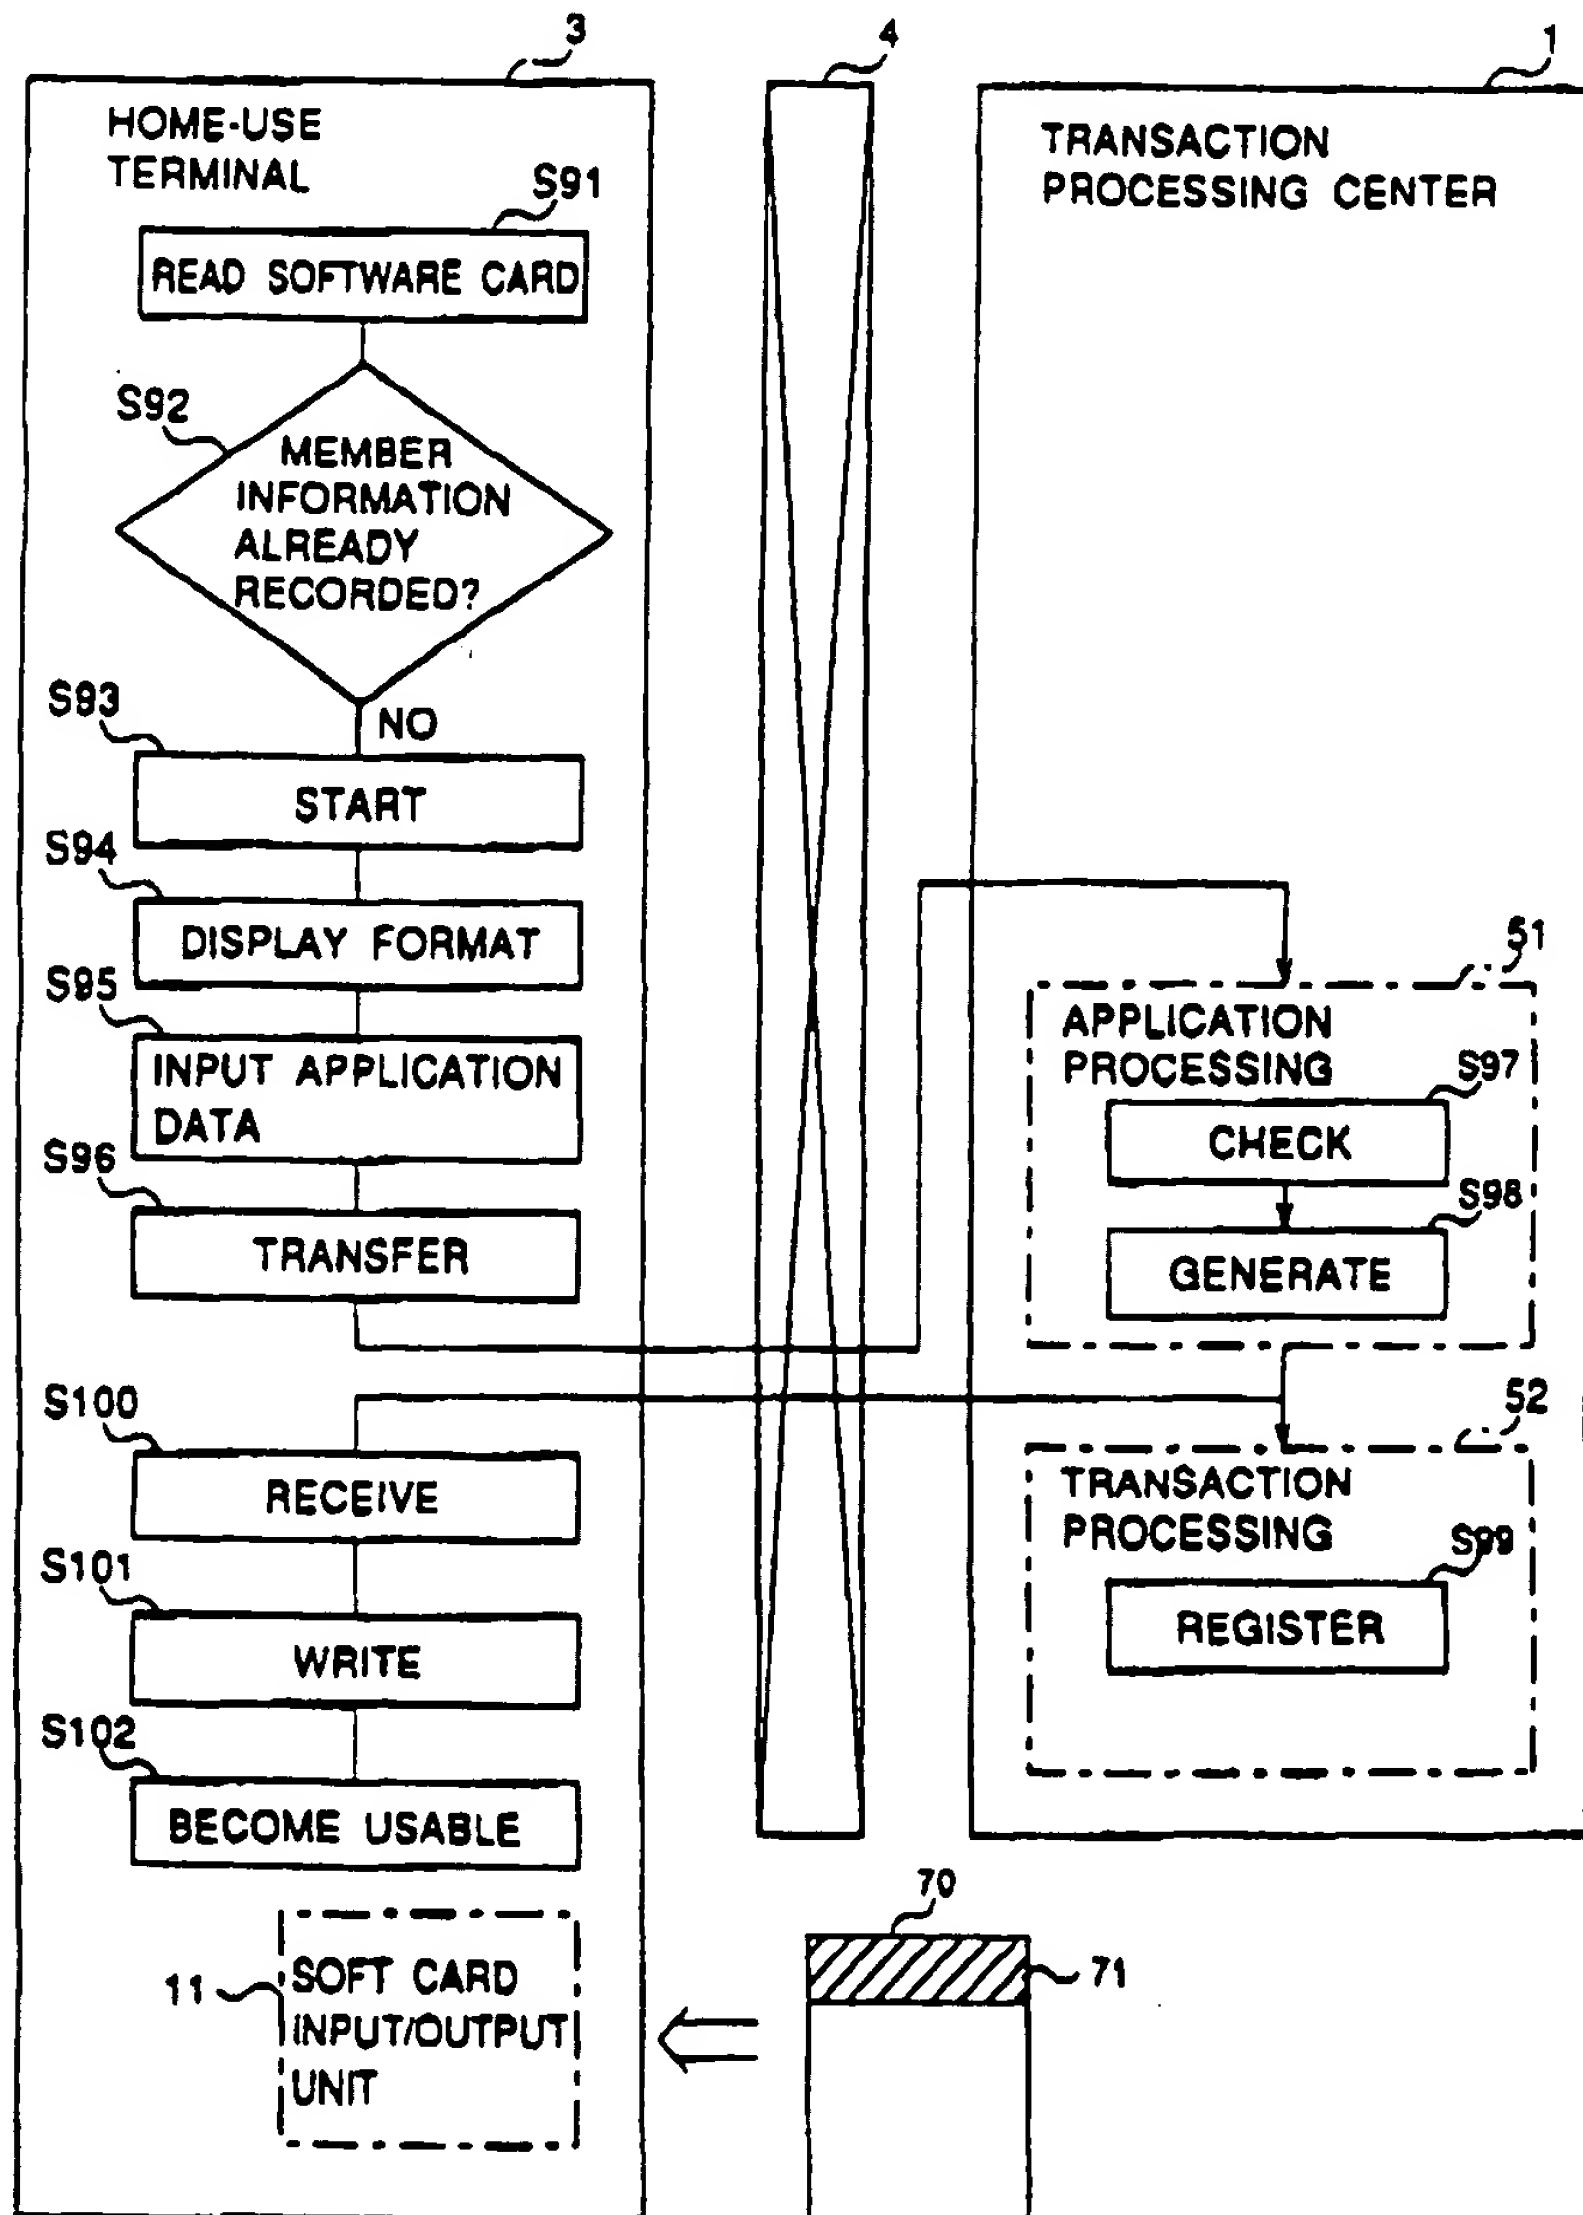 3
4
1
HOME-USE
TERMINAL
TRANSACTION
PROCESSING CENTER
S91
READ SOFTWARE CARD
S92
MEMBER
INFORMATION
ALREADY
RECORDED?
S93
NO
START
S94
DISPLAY FORMAT
S95
INPUT APPLICATION
DATA
S96
TRANSFER
51
APPLICATION
PROCESSING
S97
CHECK
S98
GENERATE
S100
RECEIVE
S101
WRITE
S102
BECOME USABLE
52
TRANSACTION
PROCESSING
S99
REGISTER
11
SOFT CARD
INPUT/OUTPUT
UNIT
70
71